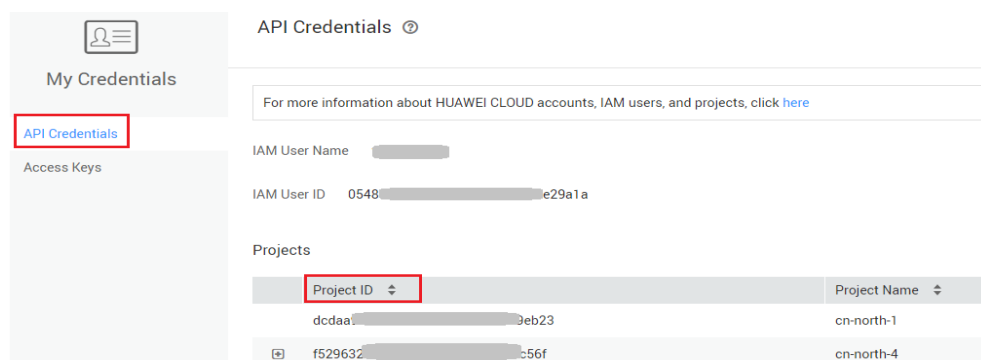 My Credentials
API Credentials
Access Keys
API Credentials
For more information about HUAWEI CLOUD accounts, IAM users, and projects, click here
IAM User Name
IAM User ID 0548 e29a1a
Projects
Project ID Project Name
dcdaa 9eb23 cn-north-1
f529632 c56f cn-north-4